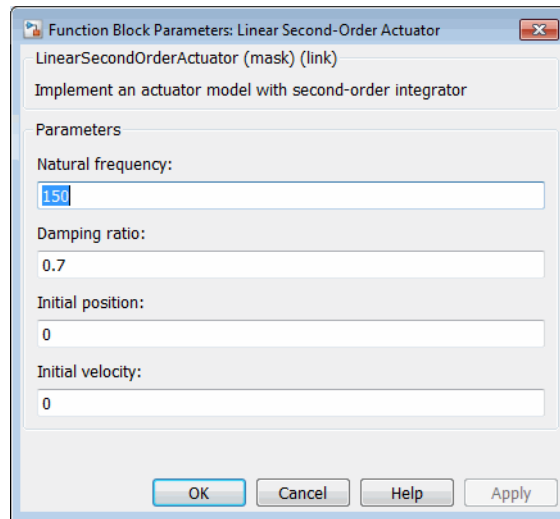 Function Block Parameters: Linear Second-Order Actuator
LinearSecondOrderActuator (mask) (link)
Implement an actuator model with second-order integrator
Parameters
Natural frequency:
150
Damping ratio:
0.7
Initial position:
0
Initial velocity:
0
OK Cancel Help Apply